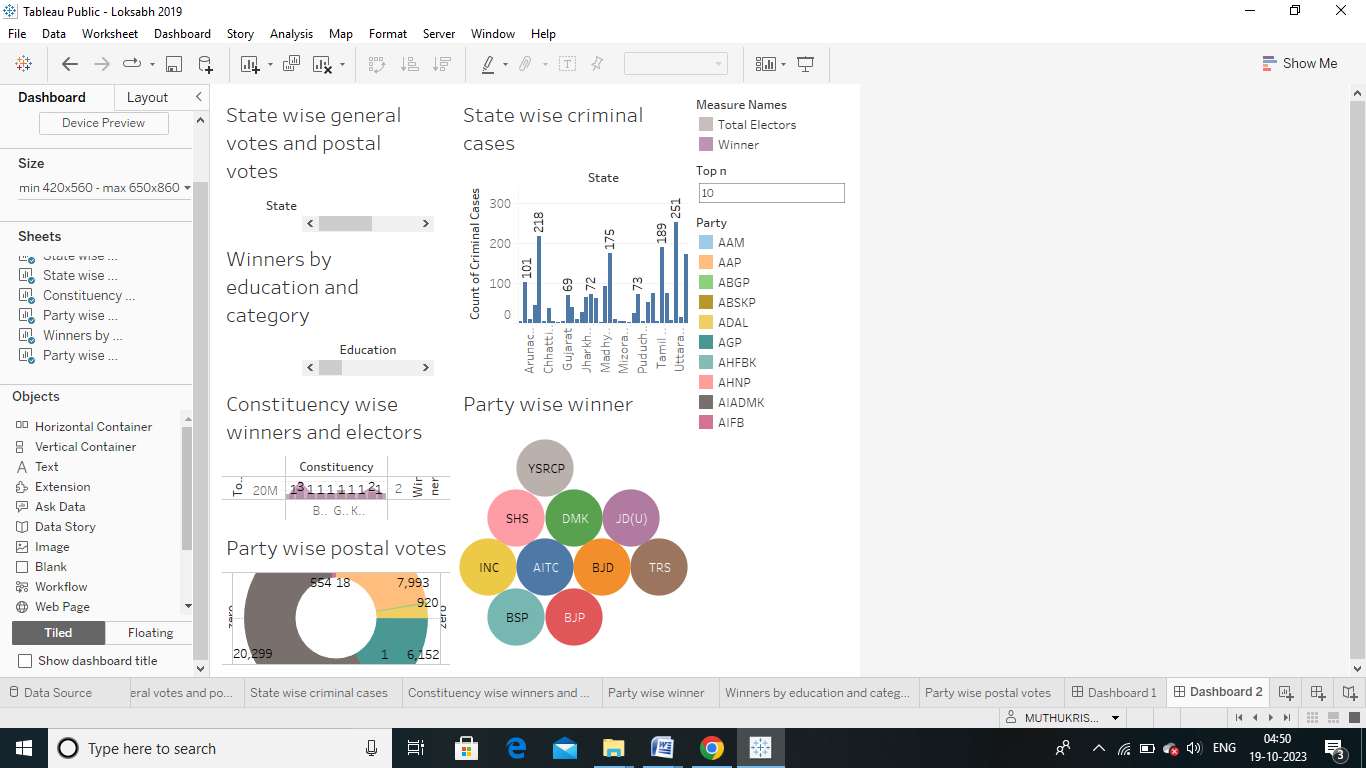 Tableau Public - Loksabh 2019
File Data Worksheet Dashboard Story Analysis Map Format Server Window Help
Show Me
Dashboard Layout
Device Preview
Size
min 420x560 - max 650x860
Sheets
State wise ...
State wise ...
Constituency ...
Party wise ...
Winners by ...
Party wise ...
Objects
Horizontal Container
Vertical Container
Text
Extension
Ask Data
Data Story
Image
Blank
Workflow
Web Page
Tiled Floating
Show dashboard title
State wise general
votes and postal
votes
State
Winners by
education and
category
Education
Constituency wise
winners and electors
Constituency
To..
20M
1 3 1 1 1 1 1 1 1 2 1
2
Win
ner
B.. G.. K...
Party wise postal votes
554 18 7,993
920
zero
zero
20,299 1 6,152
State wise criminal
cases
State
Count of Criminal Cases
300
200
100
0
101
218
69
72
175
73
189
251
Arunac..
Chhatti..
Gujarat
Jharkh..
Madhy..
Mizora..
Puduch..
Tamil ..
Uttara..
Party wise winner
YSRCP
SHS DMK JD(U)
INC AITC BJD TRS
BSP BJP
Measure Names
Total Electors
Winner
Top n
10
Party
AAM
AAP
ABGP
ABSKP
ADAL
AGP
AHFBK
AHNP
AIADMK
AIFB
Data Source eral votes and po... State wise criminal cases Constituency wise winners and ... Party wise winner Winners by education and categ... Party wise postal votes Dashboard 1 Dashboard 2
MUTHUKRIS...
Type here to search
ENG
04:50
19-10-2023
3